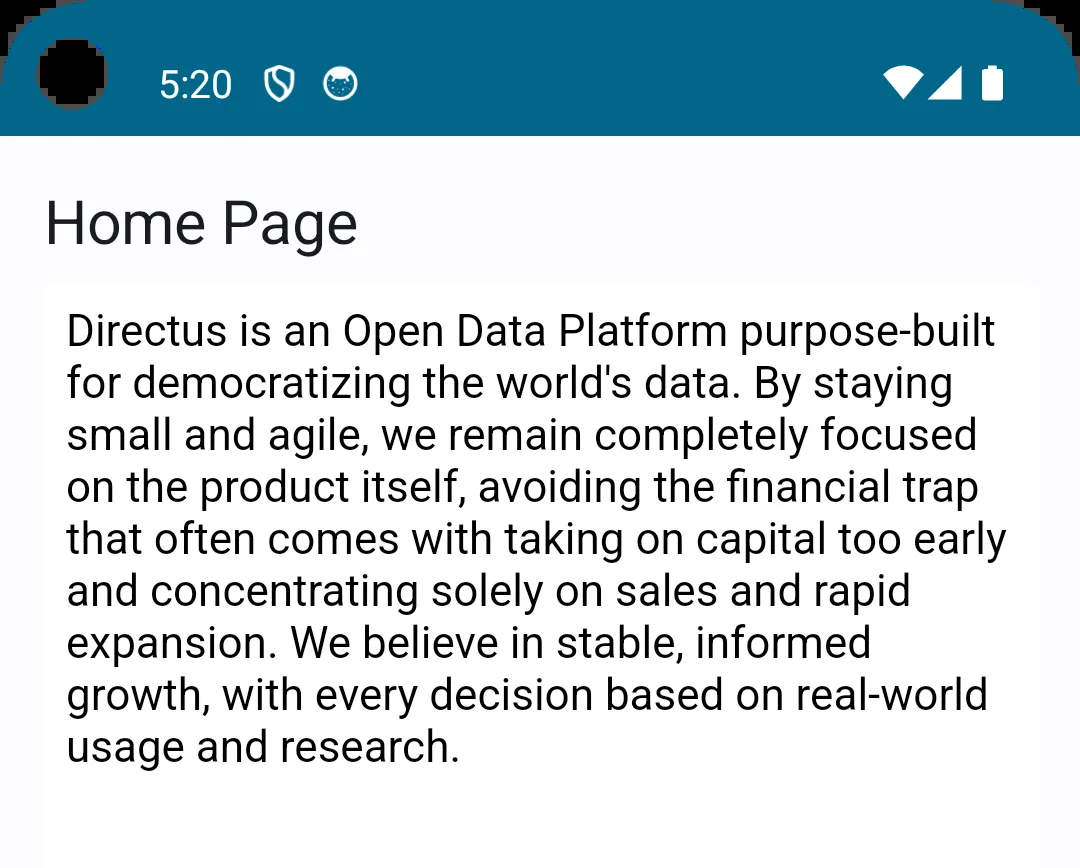 5:20
Home Page
Directus is an Open Data Platform purpose-built
for democratizing the world's data. By staying
small and agile, we remain completely focused
on the product itself, avoiding the financial trap
that often comes with taking on capital too early
and concentrating solely on sales and rapid
expansion. We believe in stable, informed
growth, with every decision based on real-world
usage and research.